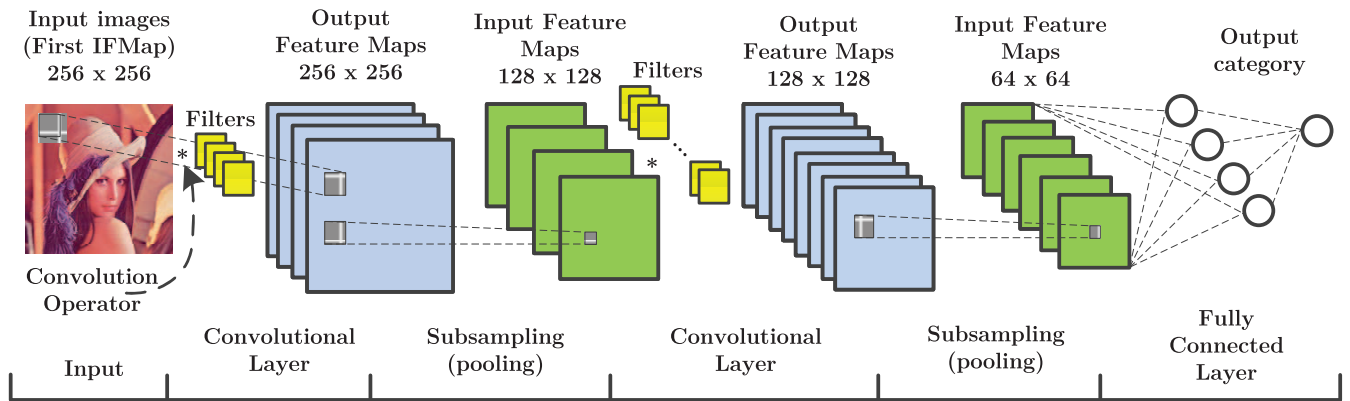 Input images
(First IFMap)
256 x 256
Output
Feature Maps
256 x 256
Input Feature
Maps
128 x 128
Filters
Output
Feature Maps
128 x 128
Input Feature
Maps
64 x 64
Output
category
Filters
*
*
Convolution
Operator
Input
Convolutional
Layer
Subsampling
(pooling)
Convolutional
Layer
Subsampling
(pooling)
Fully
Connected
Layer